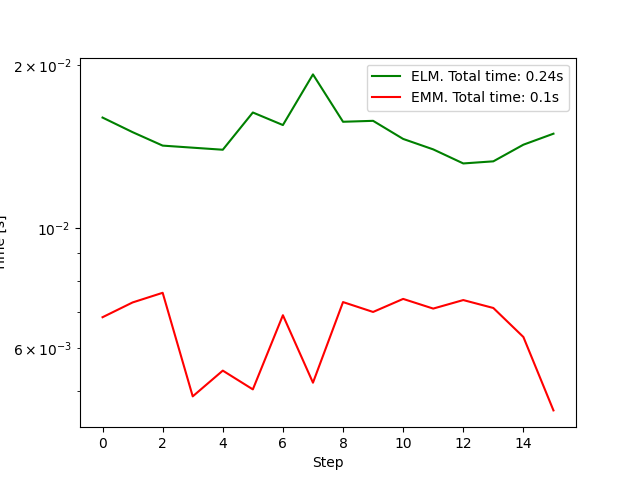 ELM. Total time: 0.24s
EMM. Total time: 0.1s
2 × 10⁻²
10⁻²
6 × 10⁻³
[s]
0 2 4 6 8 10 12 14
Step